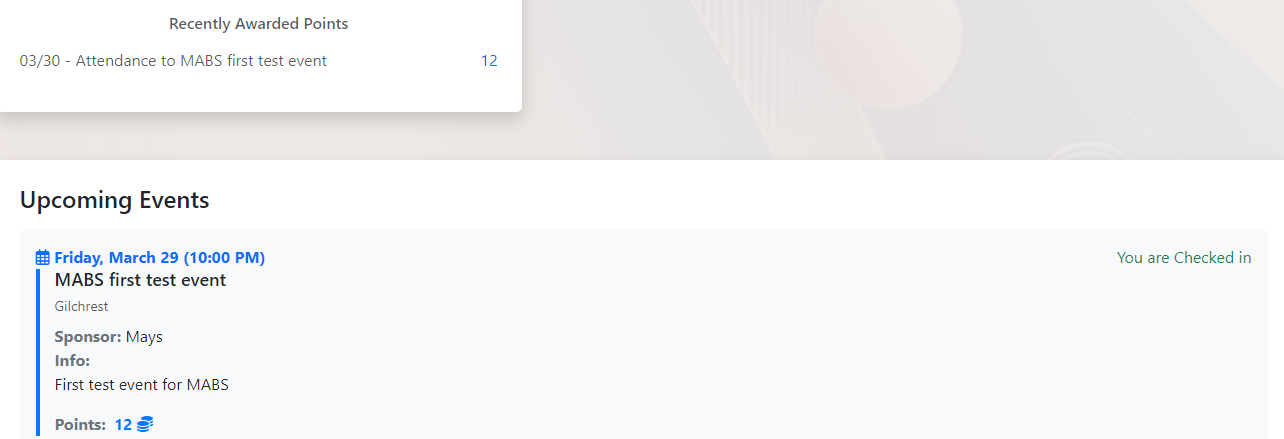 Recently Awarded Points
03/30 - Attendance to MABS first test event 12
Upcoming Events
Friday, March 29 (10:00 PM) You are Checked in
MABS first test event
Gilchrest
Sponsor: Mays
Info:
First test event for MABS
Points: 12